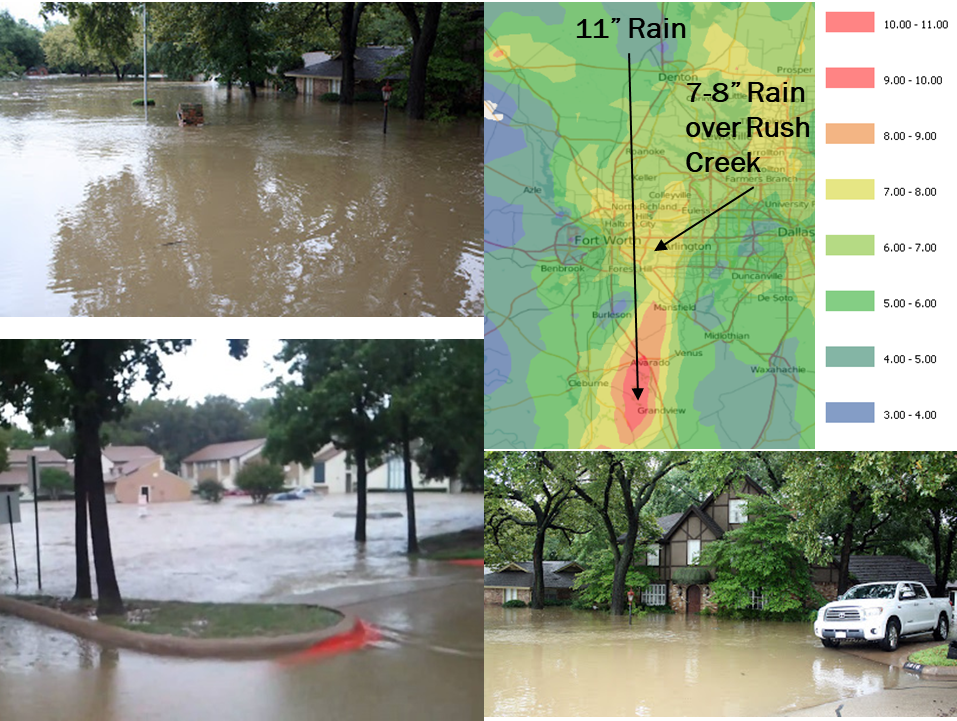 11” Rain
7-8” Rain
over Rush
Creek
Denton
Prosper
Roanoke
Keller
Colleyville
Farmers Branch
Azle
North Richland
Hills
Haltom City
Eules
University P
Fort Worth
Arlington
Dallas
Benbrook
Forest Hill
Duncanville
De Soto
Burleson
Mansfield
Midlothian
Venus
Alvarado
Waxahachie
Cleburne
Grandview
10.00 - 11.00
9.00 - 10.00
8.00 - 9.00
7.00 - 8.00
6.00 - 7.00
5.00 - 6.00
4.00 - 5.00
3.00 - 4.00